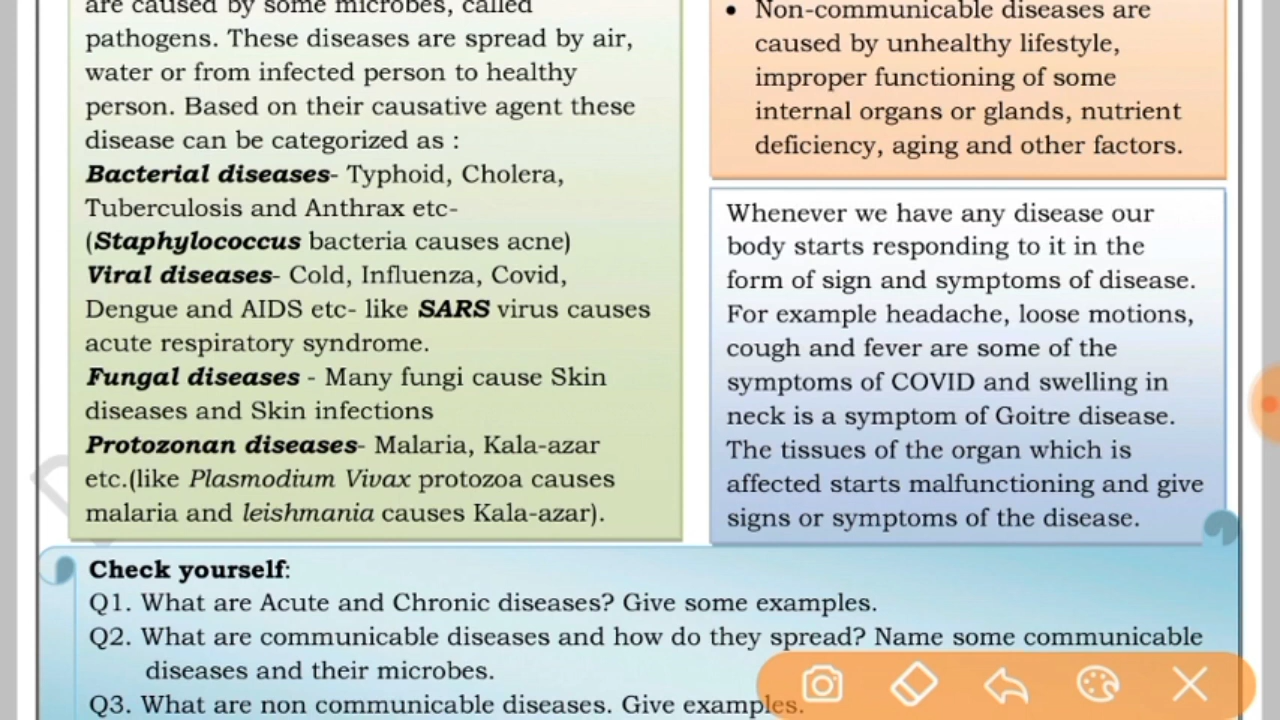 are caused by some microbes, called
pathogens. These diseases are spread by air,
water or from infected person to healthy
person. Based on their causative agent these
disease can be categorized as :
Bacterial diseases- Typhoid, Cholera,
Tuberculosis and Anthrax etc-
(Staphylococcus bacteria causes acne)
Viral diseases- Cold, Influenza, Covid,
Dengue and AIDS etc- like SARS virus causes
acute respiratory syndrome.
Fungal diseases - Many fungi cause Skin
diseases and Skin infections
Protozonan diseases- Malaria, Kala-azar
etc.(like Plasmodium Vivax protozoa causes
malaria and leishmania causes Kala-azar).
• Non-communicable diseases are
caused by unhealthy lifestyle,
improper functioning of some
internal organs or glands, nutrient
deficiency, aging and other factors.
Whenever we have any disease our
body starts responding to it in the
form of sign and symptoms of disease.
For example headache, loose motions,
cough and fever are some of the
symptoms of COVID and swelling in
neck is a symptom of Goitre disease.
The tissues of the organ which is
affected starts malfunctioning and give
signs or symptoms of the disease.
Check yourself:
Q1. What are Acute and Chronic diseases? Give some examples.
Q2. What are communicable diseases and how do they spread? Name some communicable
diseases and their microbes.
Q3. What are non communicable diseases. Give examples.